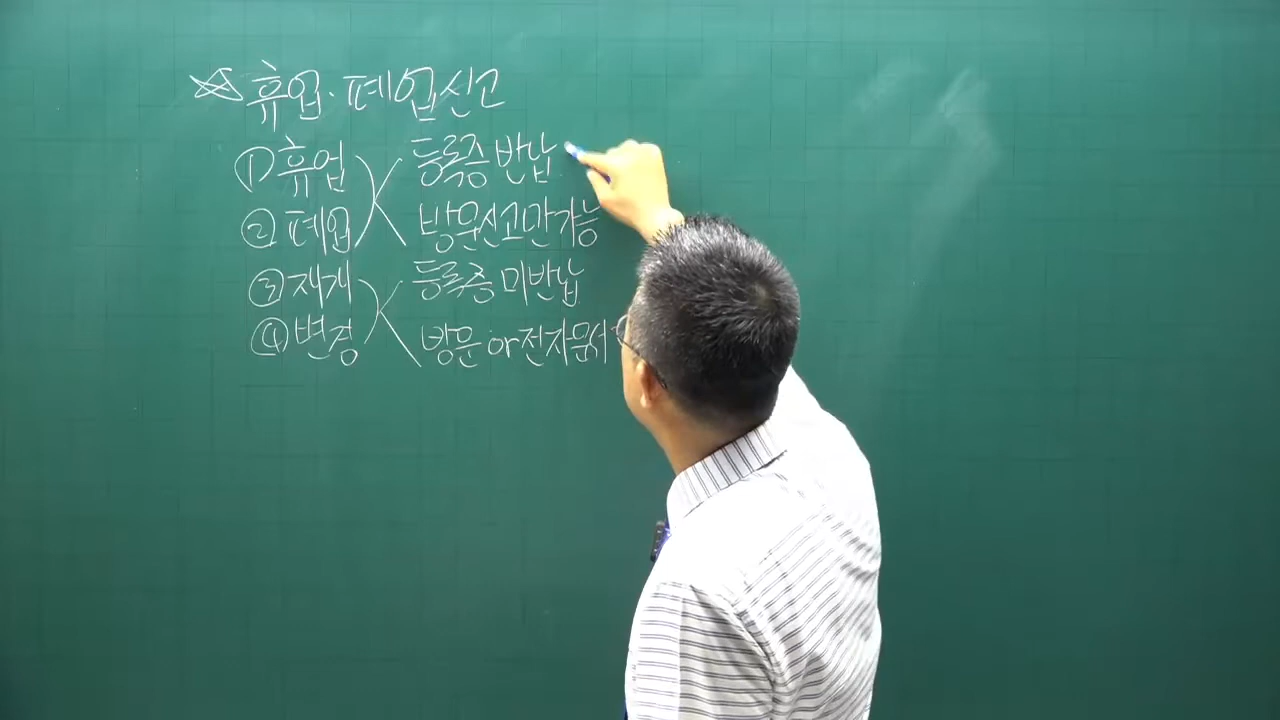 ☆휴업·폐업신고
①휴업 등록증 반납
②폐업 방문신고만가능
③재개 등록증 미반납
④변경 방문 or 전자문서